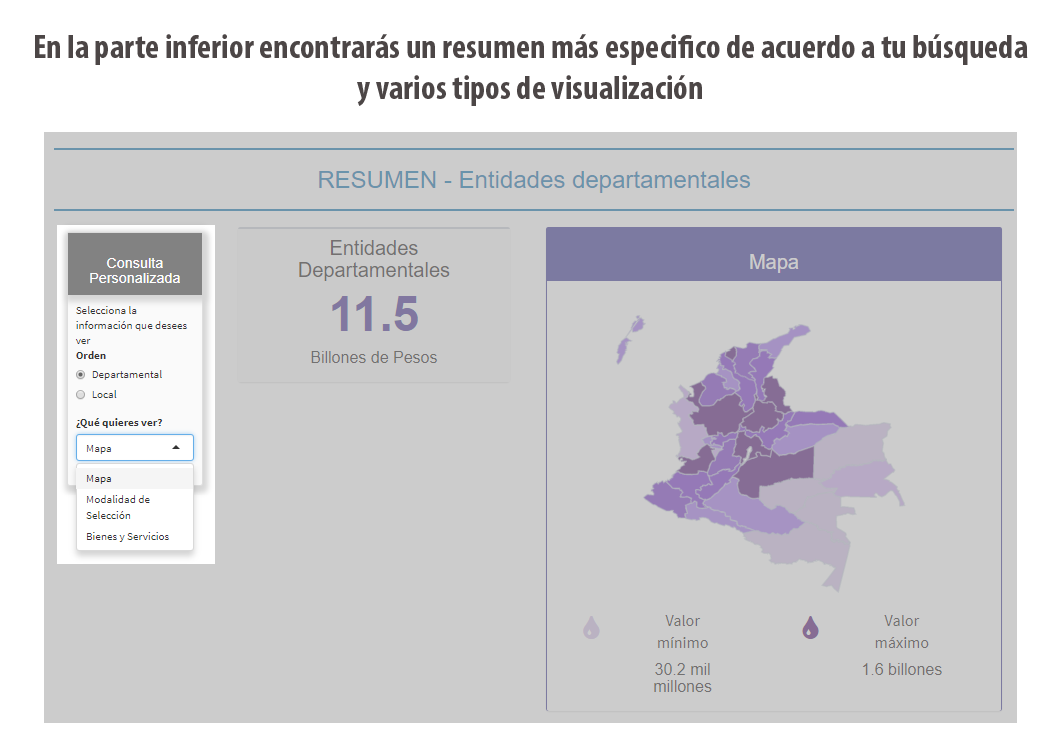 En la parte inferior encontrarás un resumen más especifico de acuerdo a tu búsqueda
y varios tipos de visualización
RESUMEN - Entidades departamentales
Consulta
Personalizada
Selecciona la
información que desees
ver
Orden
Departamental
Local
¿Qué quieres ver?
Mapa
Mapa
Modalidad de
Selección
Bienes y Servicios
Entidades
Departamentales
11.5
Billones de Pesos
Mapa
Valor
mínimo
30.2 mil
millones
Valor
máximo
1.6 billones